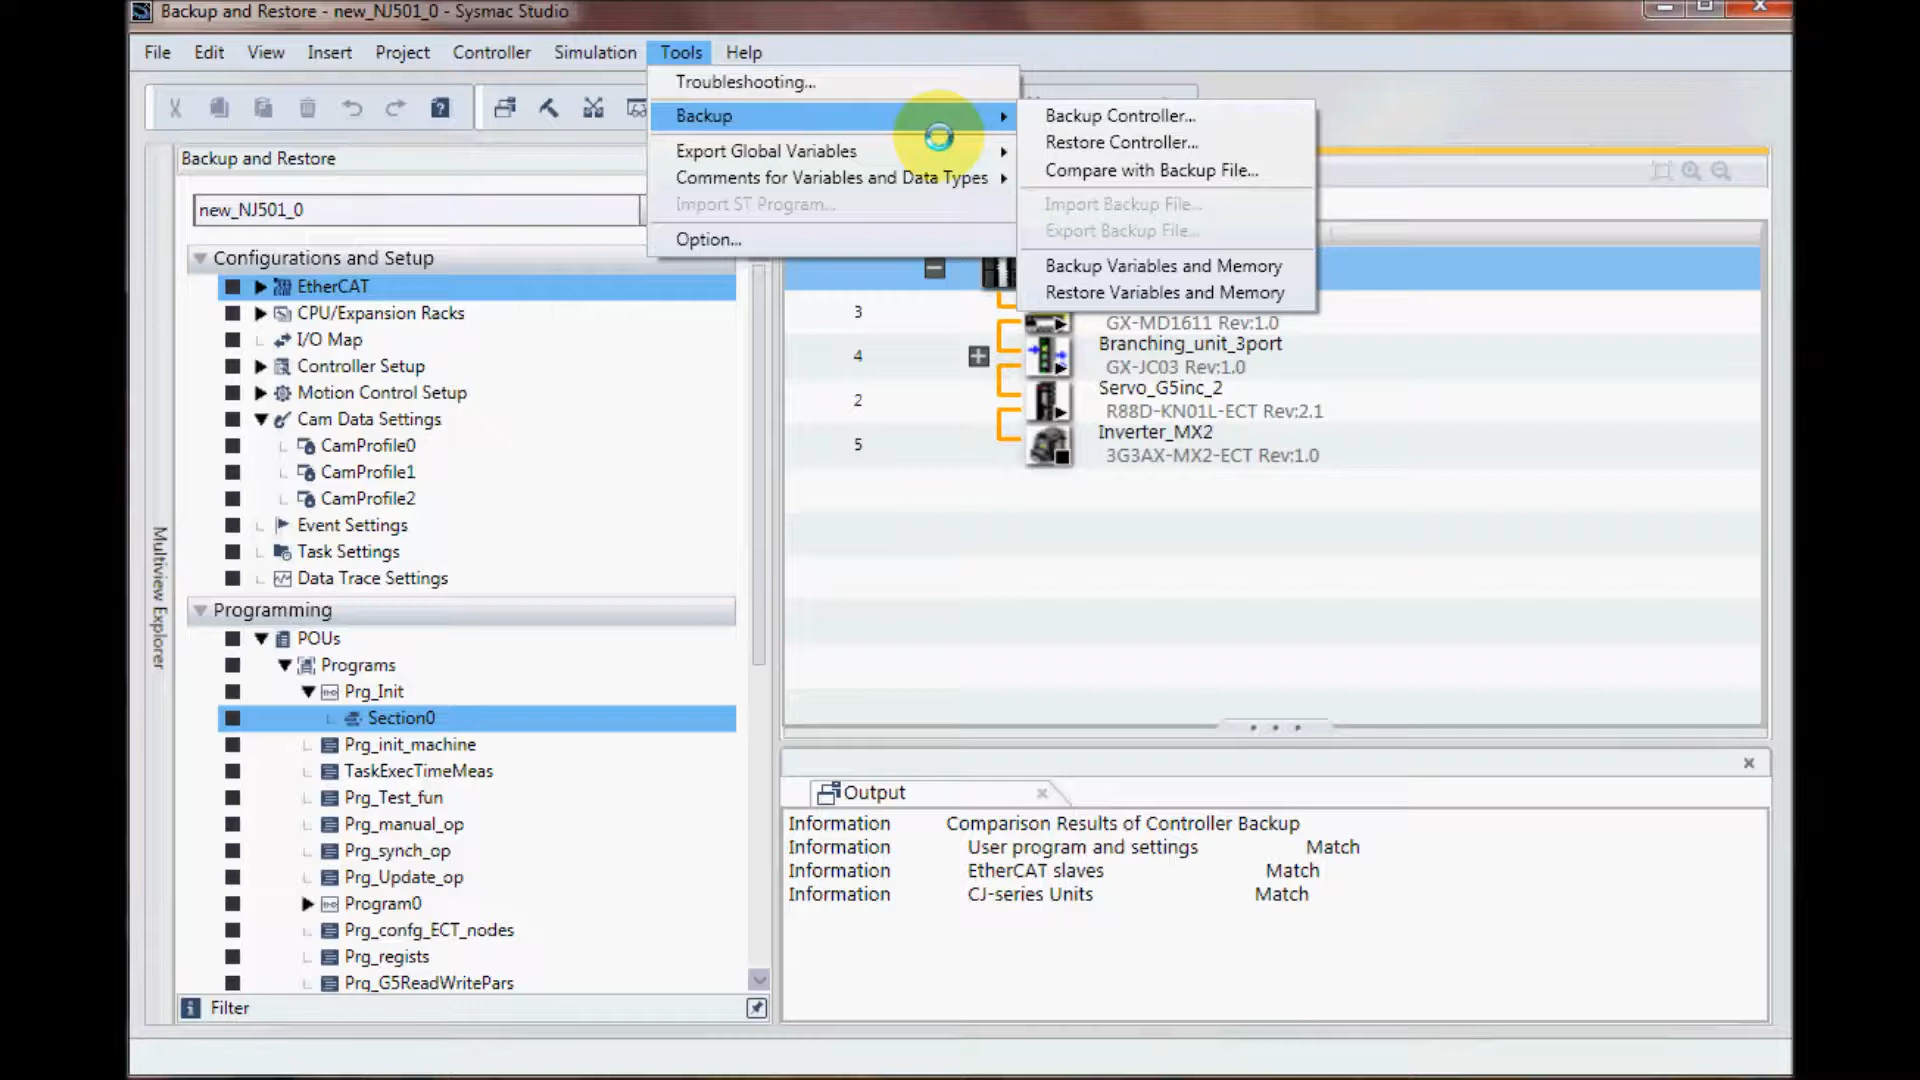 Backup and Restore - new_NJ501_0 - Sysmac Studio
File Edit View Insert Project Controller Simulation Tools Help
Troubleshooting...
Backup
Export Global Variables
Comments for Variables and Data Types
Import ST Program...
Option...
Backup Controller...
Restore Controller...
Compare with Backup File...
Import Backup File...
Export Backup File...
Backup Variables and Memory
Restore Variables and Memory
Multiview Explorer
Backup and Restore
new_NJ501_0
Configurations and Setup
EtherCAT
CPU/Expansion Racks
I/O Map
Controller Setup
Motion Control Setup
Cam Data Settings
CamProfile0
CamProfile1
CamProfile2
Event Settings
Task Settings
Data Trace Settings
Programming
POUs
Programs
Prg_Init
Section0
Prg_init_machine
TaskExecTimeMeas
Prg_Test_fun
Prg_manual_op
Prg_synch_op
Prg_Update_op
Program0
Prg_confg_ECT_nodes
Prg_regists
Prg_G5ReadWritePars
Filter
3
GX-MD1611 Rev:1.0
4 Branching_unit_3port
GX-JC03 Rev:1.0
2 Servo_G5inc_2
R88D-KN01L-ECT Rev:2.1
5 Inverter_MX2
3G3AX-MX2-ECT Rev:1.0
Output
Information Comparison Results of Controller Backup
Information User program and settings Match
Information EtherCAT slaves Match
Information CJ-series Units Match